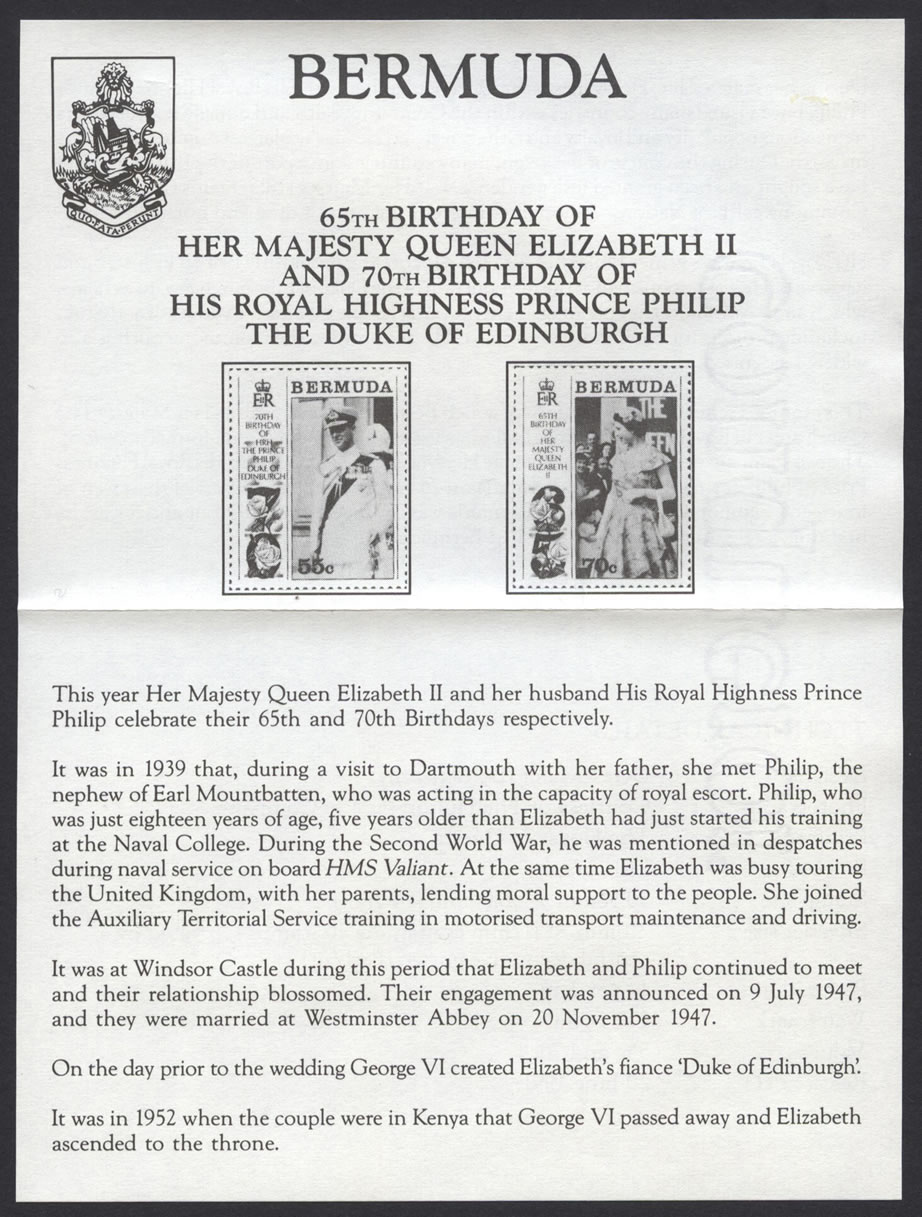 BERMUDA
QUO·FATA·FERUNT
65TH BIRTHDAY OF
HER MAJESTY QUEEN ELIZABETH II
AND 70TH BIRTHDAY OF
HIS ROYAL HIGHNESS PRINCE PHILIP
THE DUKE OF EDINBURGH
EIIR
BERMUDA
70TH
BIRTHDAY
OF
HRH
THE PRINCE
PHILIP
DUKE OF
EDINBURGH
70
55c
EIIR
BERMUDA
65TH
BIRTHDAY
OF
HER
MAJESTY
QUEEN
ELIZABETH
II
THE
65
70c
This year Her Majesty Queen Elizabeth II and her husband His Royal Highness Prince
Philip celebrate their 65th and 70th Birthdays respectively.
It was in 1939 that, during a visit to Dartmouth with her father, she met Philip, the
nephew of Earl Mountbatten, who was acting in the capacity of royal escort. Philip, who
was just eighteen years of age, five years older than Elizabeth had just started his training
at the Naval College. During the Second World War, he was mentioned in despatches
during naval service on board HMS Valiant. At the same time Elizabeth was busy touring
the United Kingdom, with her parents, lending moral support to the people. She joined
the Auxiliary Territorial Service training in motorised transport maintenance and driving.
It was at Windsor Castle during this period that Elizabeth and Philip continued to meet
and their relationship blossomed. Their engagement was announced on 9 July 1947,
and they were married at Westminster Abbey on 20 November 1947.
On the day prior to the wedding George VI created Elizabeth's fiance 'Duke of Edinburgh'.
It was in 1952 when the couple were in Kenya that George VI passed away and Elizabeth
ascended to the throne.